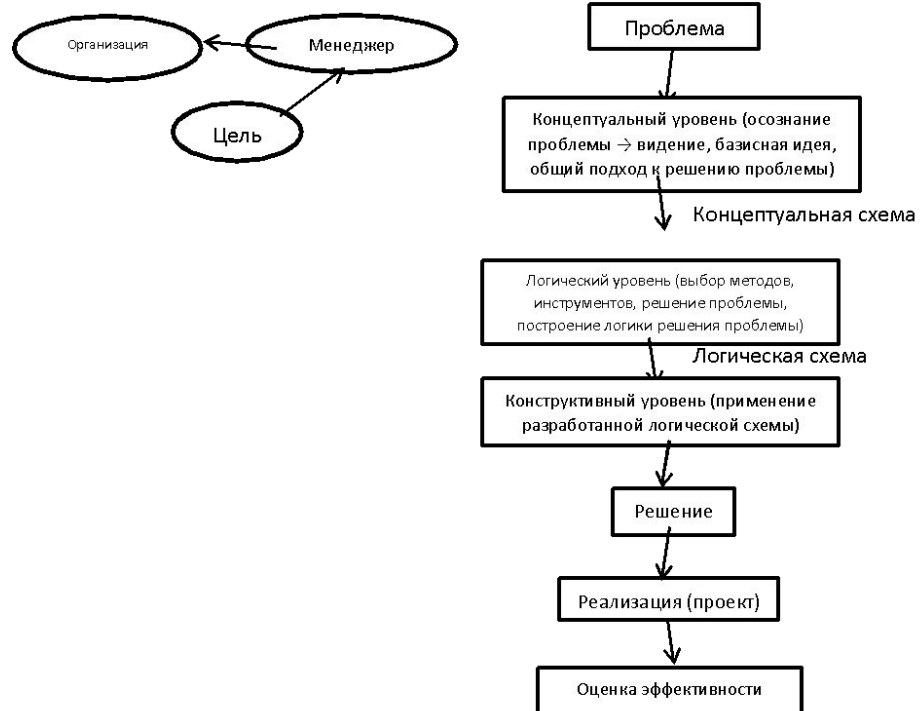 Организация
Менеджер
Цель
Проблема
Концептуальный уровень (осознание
проблемы → видение, базисная идея,
общий подход к решению проблемы)
Концептуальная схема
Логический уровень (выбор методов,
инструментов, решение проблемы,
построение логики решения проблемы)
Логическая схема
Конструктивный уровень (применение
разработанной логической схемы)
Решение
Реализация (проект)
Оценка эффективности